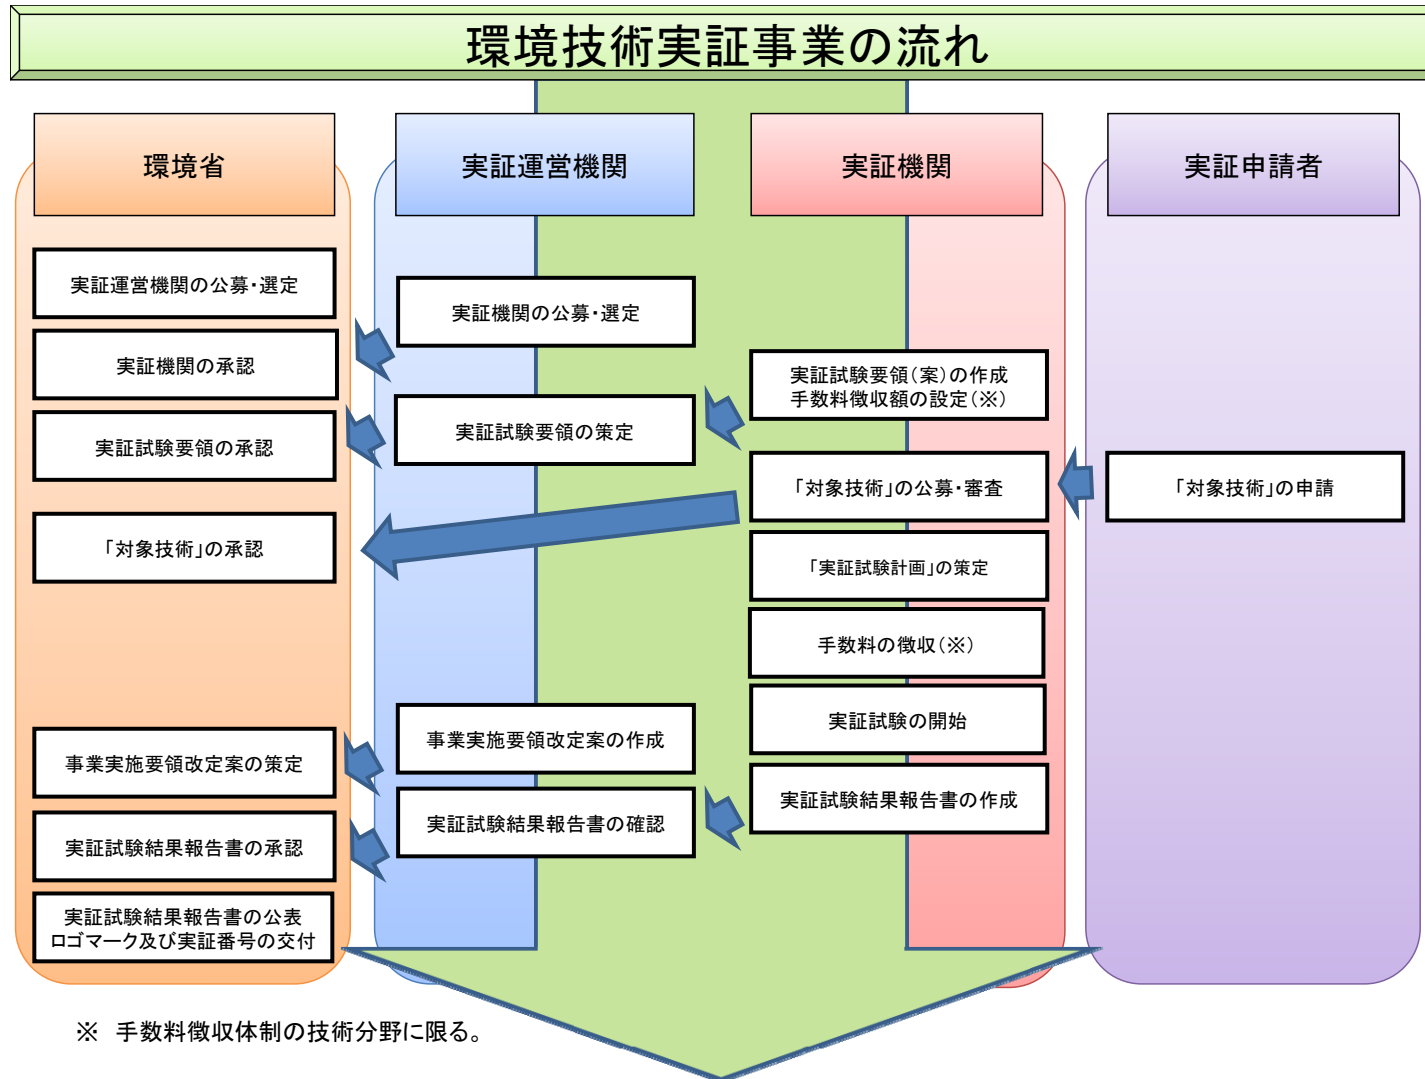 環境技術実証事業の流れ
環境省
実証運営機関
実証機関
実証申請者
実証運営機関の公募・選定
実証機関の公募・選定
実証機関の承認
実証試験要領（案）の作成
手数料徴収額の設定（※）
実証試験要領の策定
実証試験要領の承認
「対象技術」の公募・審査
「対象技術」の申請
「対象技術」の承認
「実証試験計画」の策定
手数料の徴収（※）
実証試験の開始
事業実施要領改定案の作成
事業実施要領改定案の策定
実証試験結果報告書の作成
実証試験結果報告書の確認
実証試験結果報告書の承認
実証試験結果報告書の公表
ロゴマーク及び実証番号の交付
※　手数料徴収体制の技術分野に限る。